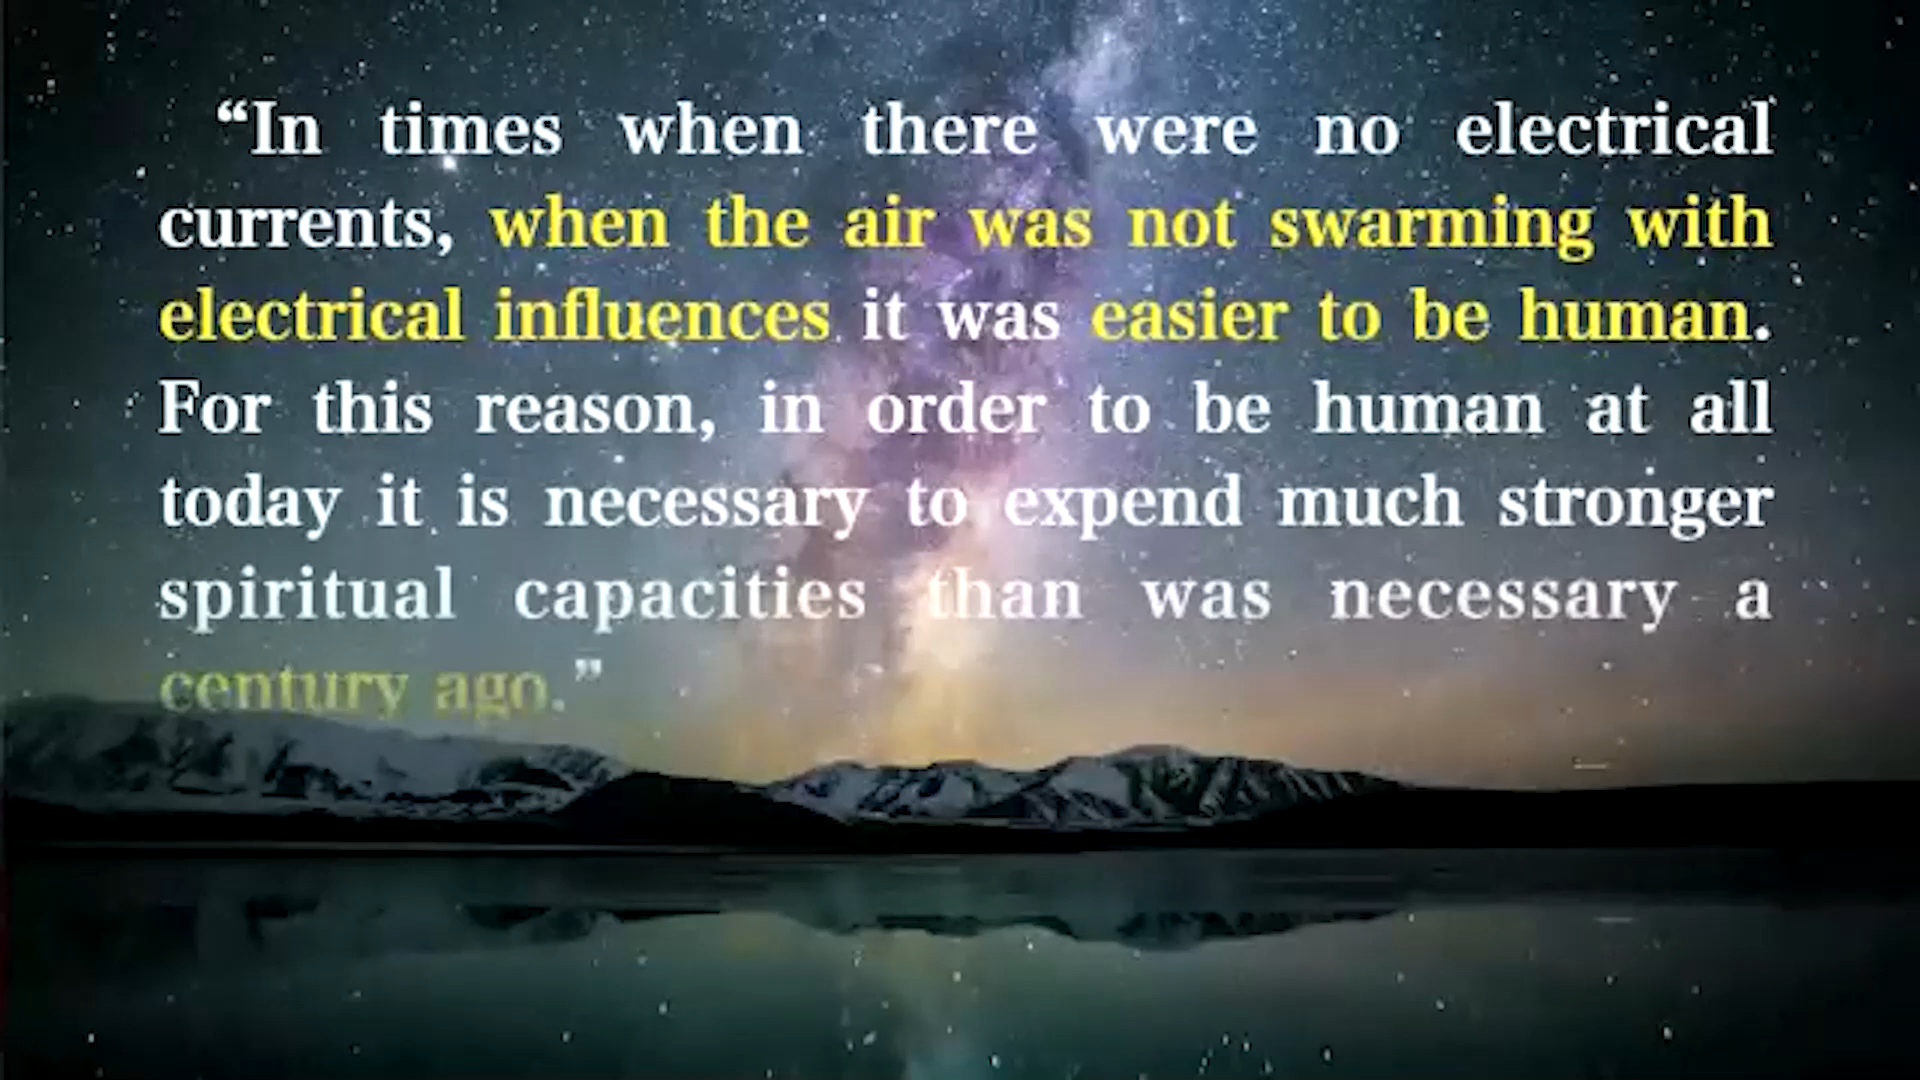 “In times when there were no electrical
currents, when the air was not swarming with
electrical influences it was easier to be human.
For this reason, in order to be human at all
today it is necessary to expend much stronger
spiritual capacities than was necessary a
century ago.”